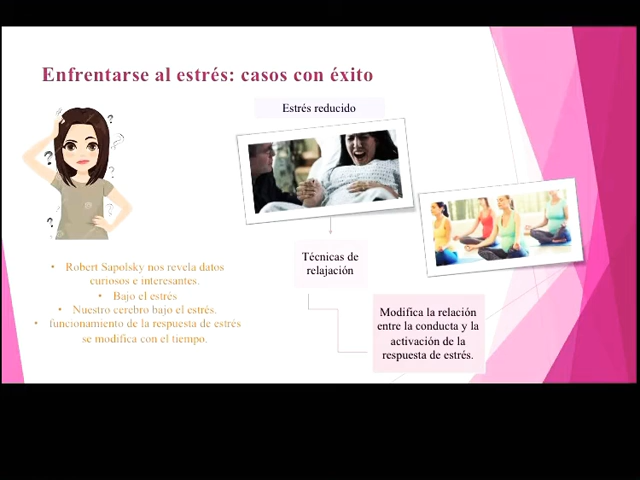 Enfrentarse al estrés: casos con éxito
Estrés reducido
Técnicas de
relajación
Modifica la relación
entre la conducta y la
activación de la
respuesta de estrés.
• Robert Sapolsky nos revela datos
curiosos e interesantes.
• Bajo el estrés
• Nuestro cerebro bajo el estrés.
• funcionamiento de la respuesta de estrés
se modifica con el tiempo.